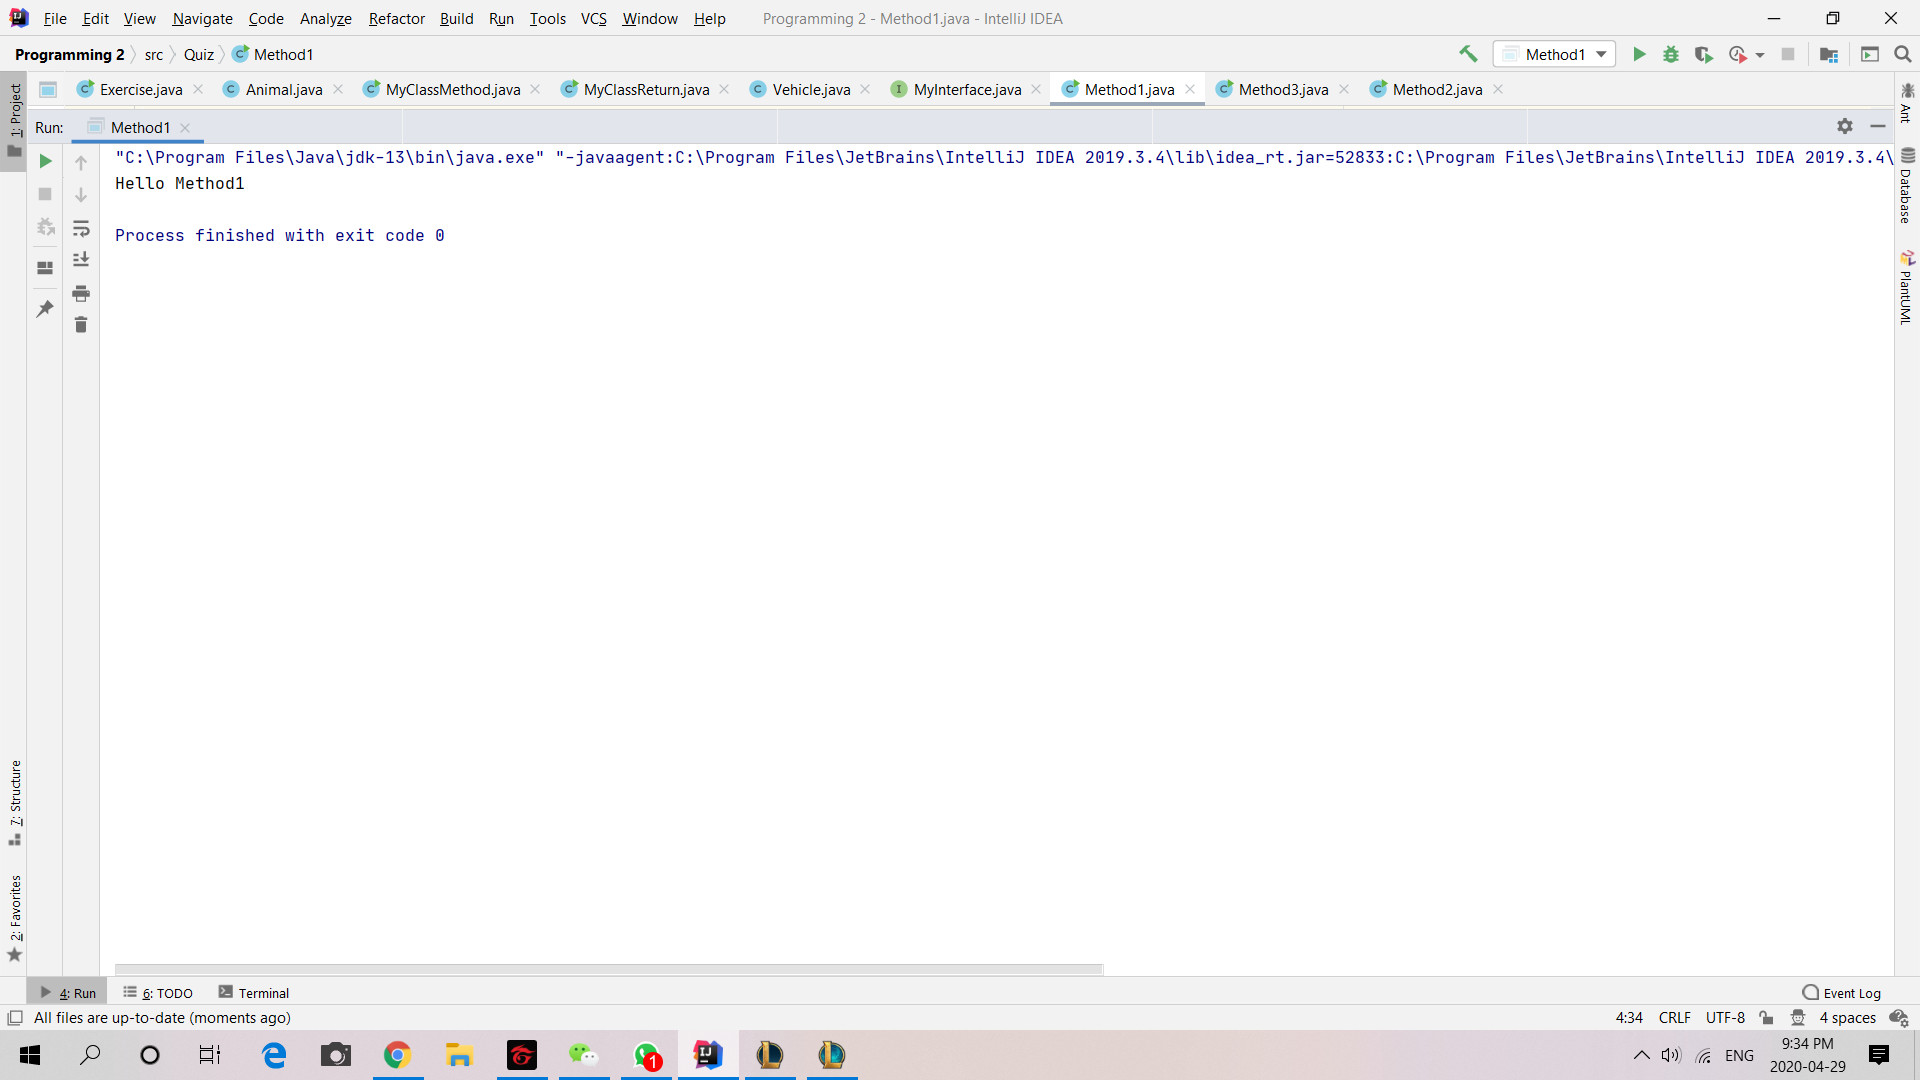 File Edit View Navigate Code Analyze Refactor Build Run Tools VCS Window Help Programming 2 - Method1.java - IntelliJ IDEA
Programming 2 src Quiz Method1 Method1
Exercise.java Animal.java MyClassMethod.java MyClassReturn.java Vehicle.java MyInterface.java Method1.java Method3.java Method2.java
Run: Method1
"C:\Program Files\Java\jdk-13\bin\java.exe" "-javaagent:C:\Program Files\JetBrains\IntelliJ IDEA 2019.3.4\lib\idea_rt.jar=52833:C:\Program Files\JetBrains\IntelliJ IDEA 2019.3.4\
Hello Method1
Process finished with exit code 0
1: Project
7: Structure
2: Favorites
Ant
Database
PlantUML
4: Run 6: TODO Terminal Event Log
All files are up-to-date (moments ago) 4:34 CRLF UTF-8 4 spaces
1 ENG 9:34 PM
2020-04-29